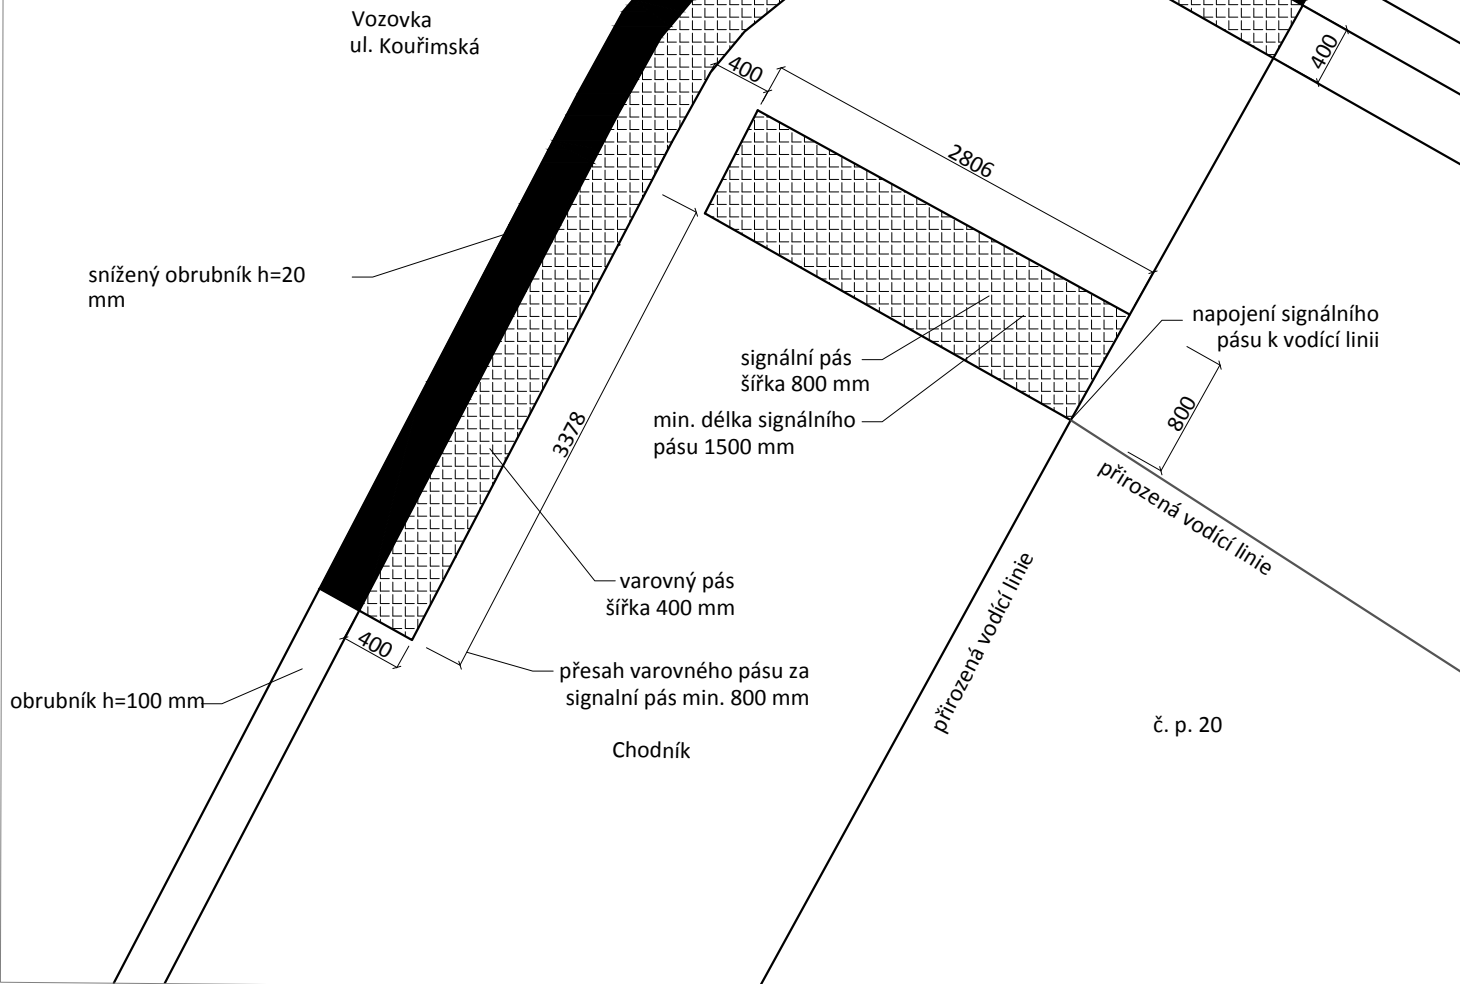 Vozovka
ul. Kouřimská
400
400
2806
snížený obrubník h=20
mm
napojení signálního
pásu k vodící linii
signální pás
šířka 800 mm
800
min. délka signálního
pásu 1500 mm
3378
přirozená vodící linie
varovný pás
šířka 400 mm
přirozená vodící linie
400
přesah varovného pásu za
signalní pás min. 800 mm
obrubník h=100 mm
č. p. 20
Chodník